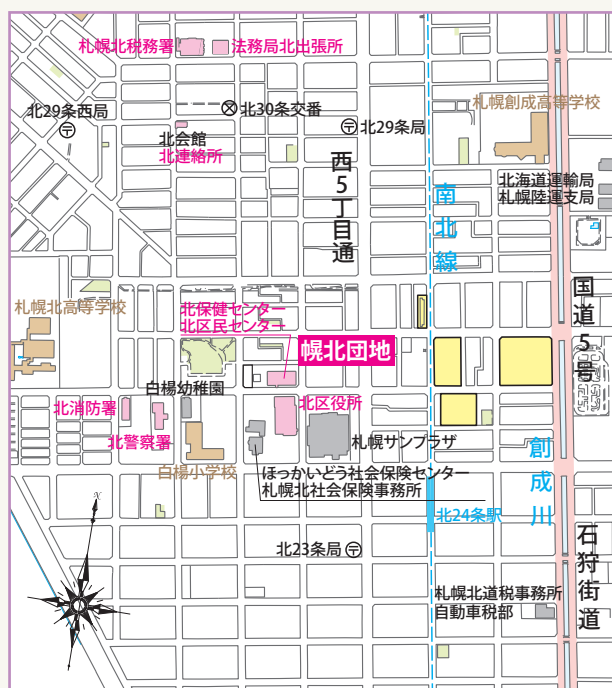 札幌北税務署
法務局北出張所
北29条西局
北30条交番
北29条局
札幌創成高等学校
北会館
北連絡所
西5丁目通
南北線
北海道運輸局
札幌陸運支局
国道5号
札幌北高等学校
北保健センター
北区民センター
幌北団地
白楊幼稚園
北消防署
北区役所
北警察署
札幌サンプラザ
白楊小学校
ほっかいどう社会保険センター
札幌北社会保険事務所
創成川
北24条駅
北23条局
石狩街道
札幌北道税事務所
自動車税部
N